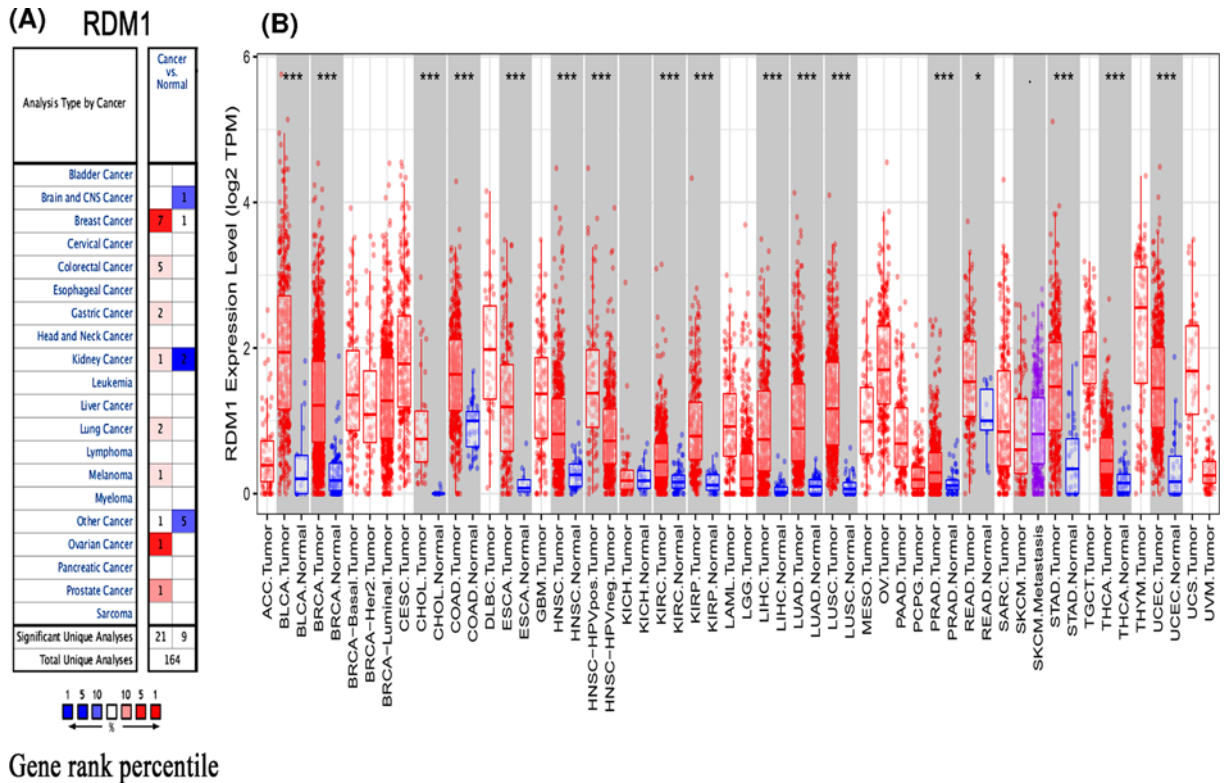 (A) RDM1
Analysis Type by Cancer
Cancer
vs.
Normal
Bladder Cancer
Brain and CNS Cancer 1
Breast Cancer 7 1
Cervical Cancer
Colorectal Cancer 5
Esophageal Cancer
Gastric Cancer 2
Head and Neck Cancer
Kidney Cancer 1 2
Leukemia
Liver Cancer
Lung Cancer 2
Lymphoma
Melanoma 1
Myeloma
Other Cancer 1 5
Ovarian Cancer 1
Pancreatic Cancer
Prostate Cancer 1
Sarcoma
Significant Unique Analyses 21 9
Total Unique Analyses 164
1 5 10 10 5 1
%
Gene rank percentile
(B)
RDM1 Expression Level (log2 TPM)
6
4
2
0
*** *** *** *** *** *** *** *** *** *** *** *** *** * . *** *** ***
ACC.Tumor
BLCA.Tumor
BLCA.Normal
BRCA.Tumor
BRCA.Normal
BRCA-Basal.Tumor
BRCA-Her2.Tumor
BRCA-Luminal.Tumor
CESC.Tumor
CHOL.Tumor
CHOL.Normal
COAD.Tumor
COAD.Normal
DLBC.Tumor
ESCA.Tumor
ESCA.Normal
GBM.Tumor
HNSC.Tumor
HNSC.Normal
HNSC-HPVpos.Tumor
HNSC-HPVneg.Tumor
KICH.Tumor
KICH.Normal
KIRC.Tumor
KIRC.Normal
KIRP.Tumor
KIRP.Normal
LAML.Tumor
LGG.Tumor
LIHC.Tumor
LIHC.Normal
LUAD.Tumor
LUAD.Normal
LUSC.Tumor
LUSC.Normal
MESO.Tumor
OV.Tumor
PAAD.Tumor
PCPG.Tumor
PRAD.Tumor
PRAD.Normal
READ.Tumor
READ.Normal
SARC.Tumor
SKCM.Tumor
SKCM.Metastasis
STAD.Tumor
STAD.Normal
TGCT.Tumor
THCA.Tumor
THCA.Normal
THYM.Tumor
UCEC.Tumor
UCEC.Normal
UCS.Tumor
UVM.Tumor